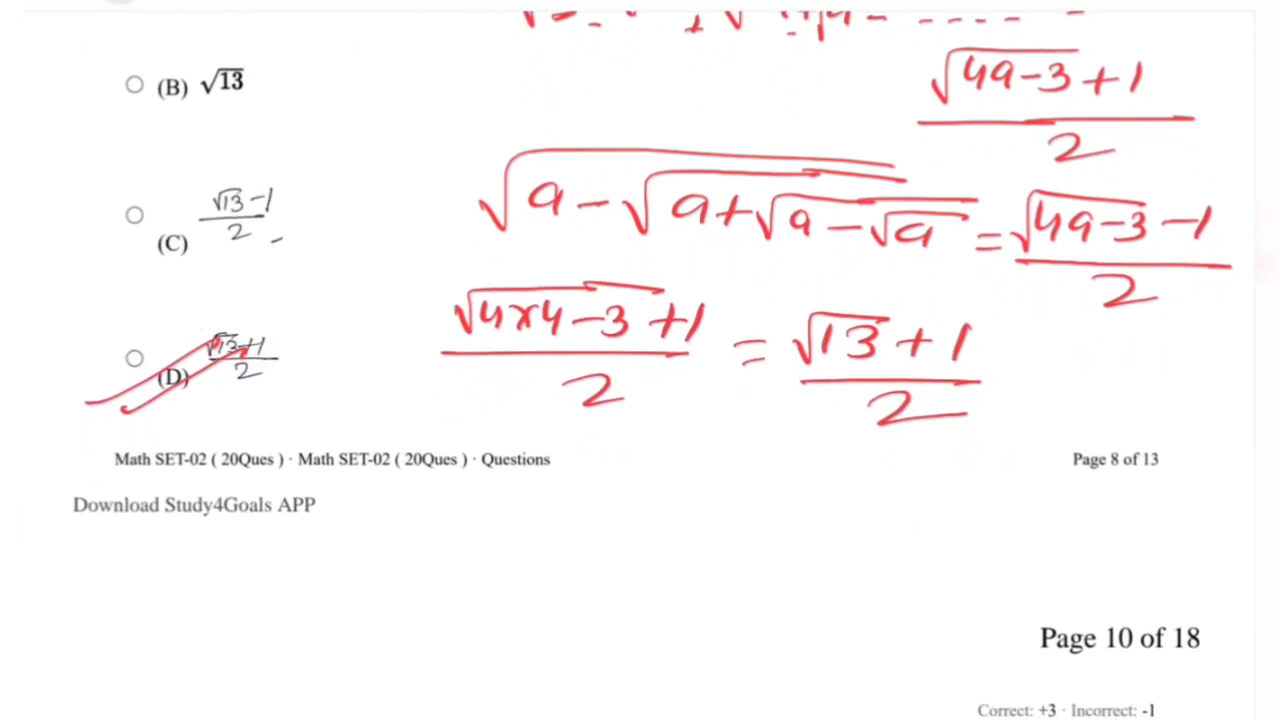 (B) √13
(√(4a-3)+1)/2
√(a-√(a+√(a-√a))) = (√(4a-3)-1)/2
(C) (√13-1)/2
(√(4×4-3)+1)/2 = (√13+1)/2
(D) (√13+1)/2
Math SET-02 ( 20Ques ) · Math SET-02 ( 20Ques ) · Questions
Page 8 of 13
Download Study4Goals APP
Page 10 of 18
Correct: +3 · Incorrect: -1